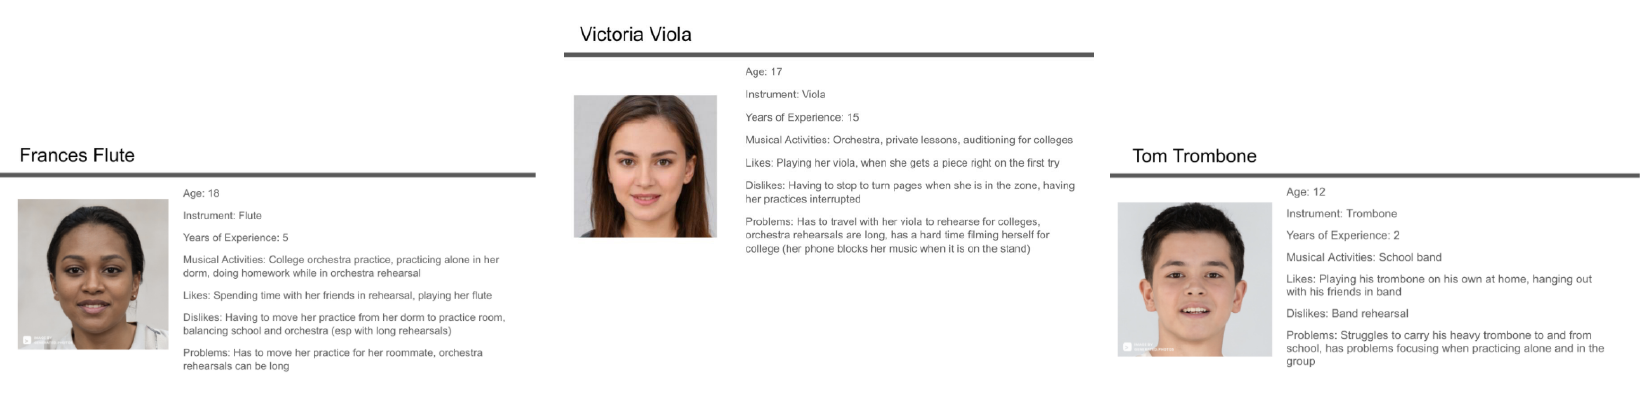 Frances Flute
Age: 18
Instrument: Flute
Years of Experience: 5
Musical Activities: College orchestra practice, practicing alone in her
dorm, doing homework while in orchestra rehearsal
Likes: Spending time with her friends in rehearsal, playing her flute
Dislikes: Having to move her practice from her dorm to practice room,
balancing school and orchestra (esp with long rehearsals)
Problems: Has to move her practice for her roommate, orchestra
rehearsals can be long
Victoria Viola
Age: 17
Instrument: Viola
Years of Experience: 15
Musical Activities: Orchestra, private lessons, auditioning for colleges
Likes: Playing her viola, when she gets a piece right on the first try
Dislikes: Having to stop to turn pages when she is in the zone, having
her practices interrupted
Problems: Has to travel with her viola to rehearse for colleges,
orchestra rehearsals are long, has a hard time filming herself for
college (her phone blocks her music when it is on the stand)
Tom Trombone
Age: 12
Instrument: Trombone
Years of Experience: 2
Musical Activities: School band
Likes: Playing his trombone on his own at home, hanging out
with his friends in band
Dislikes: Band rehearsal
Problems: Struggles to carry his heavy trombone to and from
school, has problems focusing when practicing alone and in the
group